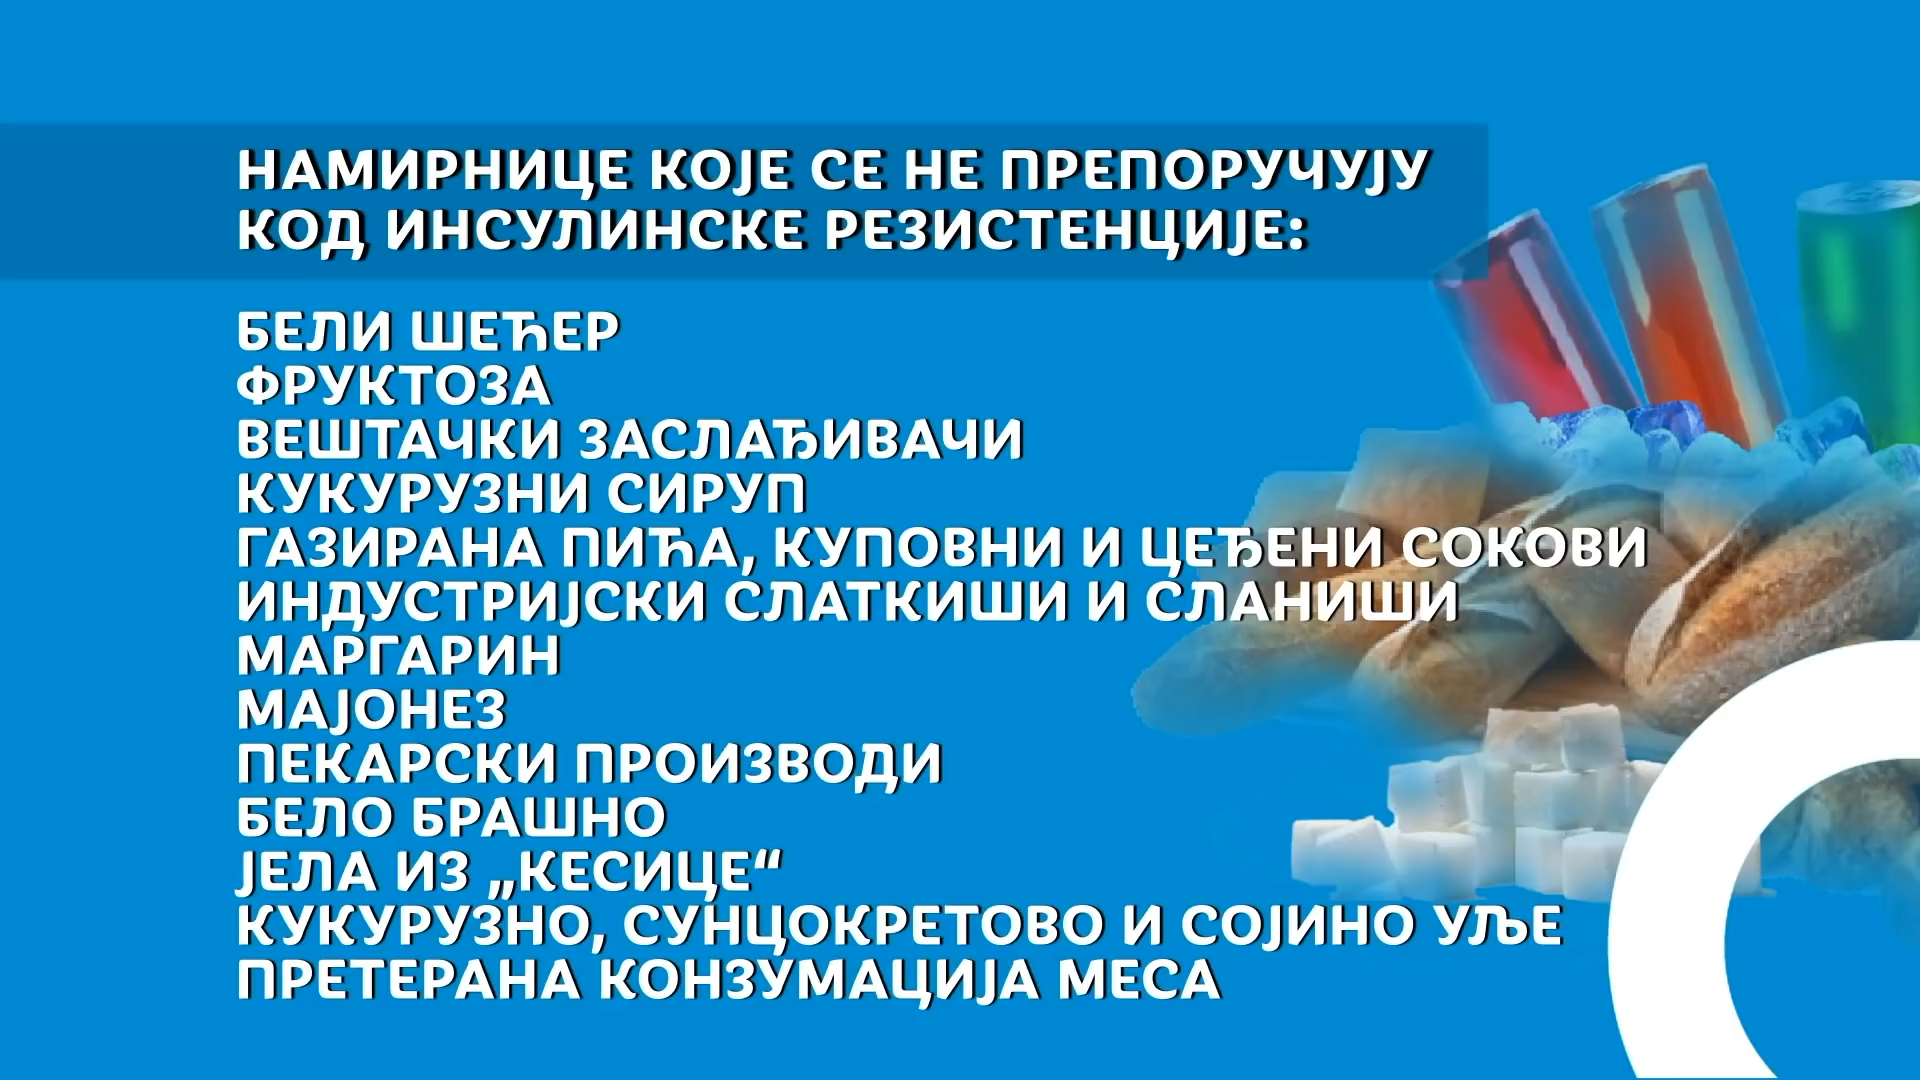 НАМИРНИЦЕ КОЈЕ СЕ НЕ ПРЕПОРУЧУЈУ
КОД ИНСУЛИНСКЕ РЕЗИСТЕНЦИЈЕ:
БЕЛИ ШЕЋЕР
ФРУКТОЗА
ВЕШТАЧКИ ЗАСЛАЂИВАЧИ
КУКУРУЗНИ СИРУП
ГАЗИРАНА ПИЋА, КУПОВНИ И ЦЕЂЕНИ СОКОВИ
ИНДУСТРИЈСКИ СЛАТКИШИ И СЛАНИШИ
МАРГАРИН
МАЈОНЕЗ
ПЕКАРСКИ ПРОИЗВОДИ
БЕЛО БРАШНО
ЈЕЛА ИЗ „КЕСИЦЕ“
КУКУРУЗНО, СУНЦОКРЕТОВО И СОЈИНО УЉЕ
ПРЕТЕРАНА КОНЗУМАЦИЈА МЕСА